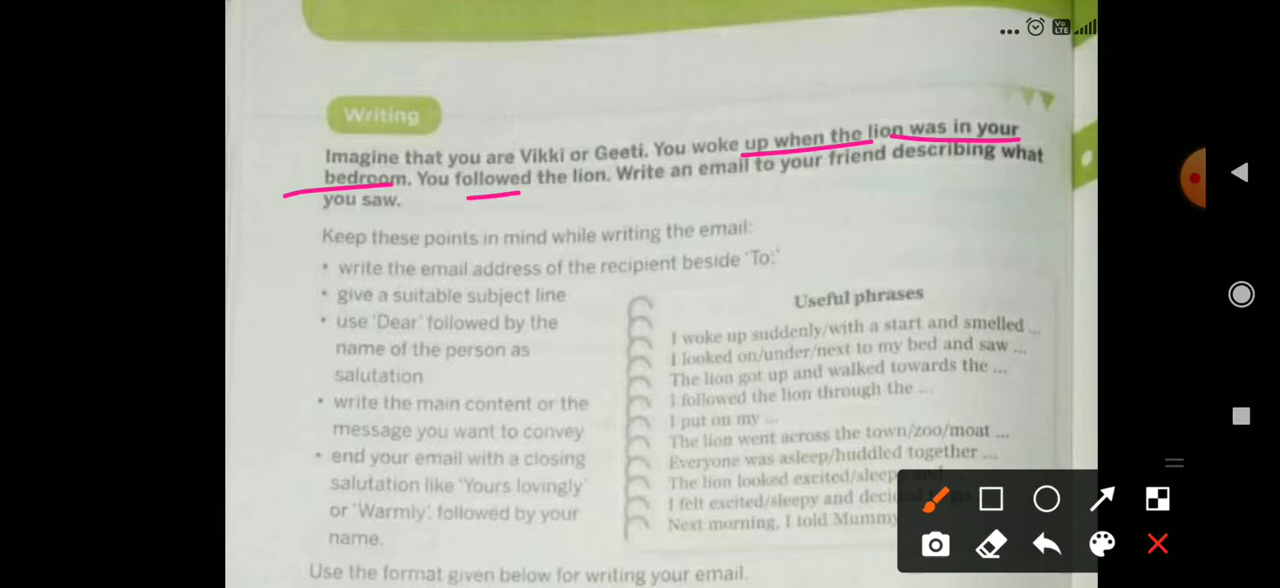 Vo
LTE
Writing
Imagine that you are Vikki or Geeti. You woke up when the lion was in your
bedroom. You followed the lion. Write an email to your friend describing what
you saw.
Keep these points in mind while writing the email:
• write the email address of the recipient beside 'To:'
• give a suitable subject line
• use 'Dear' followed by the
name of the person as
salutation
• write the main content or the
message you want to convey
• end your email with a closing
salutation like 'Yours lovingly'
or 'Warmly', followed by your
name.
Useful phrases
I woke up suddenly/with a start and smelled ...
I looked on/under/next to my bed and saw ...
The lion got up and walked towards the ...
I followed the lion through the ...
I put on my ...
The lion went across the town/zoo/moat ...
Everyone was asleep/huddled together ...
The lion looked excited/sleepy
I felt excited/sleepy and
Next morning, I told Mummy
Use the format given below for writing your email.